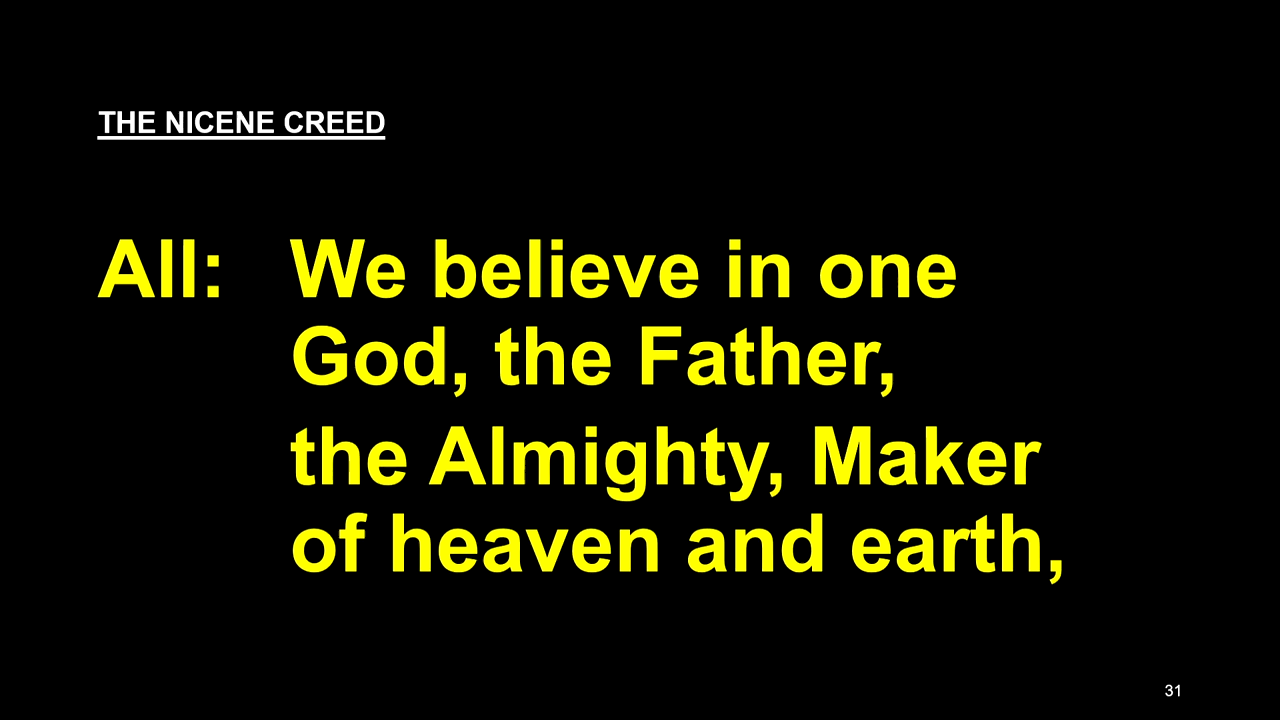 THE NICENE CREED
All: We believe in one
God, the Father,
the Almighty, Maker
of heaven and earth,
31